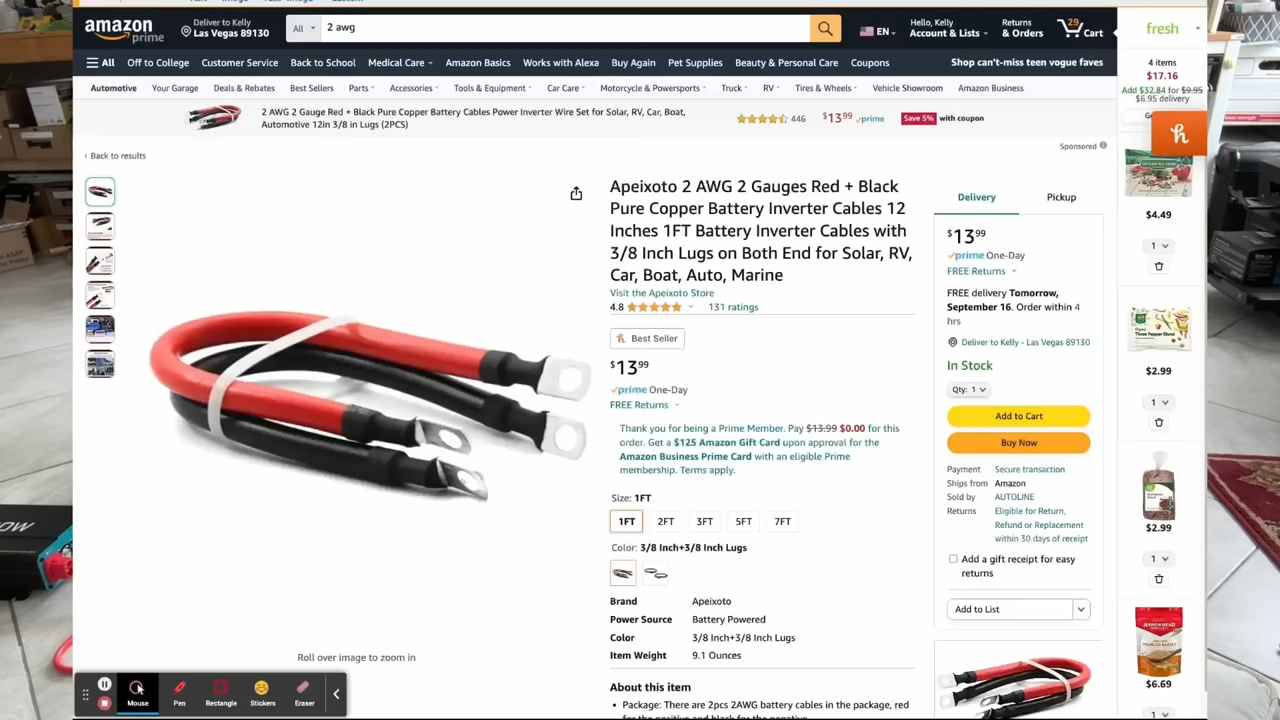 amazon
prime
Deliver to Kelly
Las Vegas 89130
All
2 awg
EN
Hello, Kelly
Account & Lists
Returns
& Orders
29
Cart
fresh
All
Off to College
Customer Service
Back to School
Medical Care
Amazon Basics
Works with Alexa
Buy Again
Pet Supplies
Beauty & Personal Care
Coupons
Shop can't-miss teen vogue faves
4 items
$17.16
Add $32.84 for $9.95
$6.95 delivery
Automotive
Your Garage
Deals & Rebates
Best Sellers
Parts
Accessories
Tools & Equipment
Car Care
Motorcycle & Powersports
Truck
RV
Tires & Wheels
Vehicle Showroom
Amazon Business
2 AWG 2 Gauge Red + Black Pure Copper Battery Cables Power Inverter Wire Set for Solar, RV, Car, Boat,
Automotive 12in 3/8 in Lugs (2PCS)
446
$13 99
prime
Save 5%
with coupon
h
Sponsored
‹ Back to results
Apeixoto 2 AWG 2 Gauges Red + Black
Pure Copper Battery Inverter Cables 12
Inches 1FT Battery Inverter Cables with
3/8 Inch Lugs on Both End for Solar, RV,
Car, Boat, Auto, Marine
Visit the Apeixoto Store
4.8
131 ratings
Best Seller
$13 99
prime One-Day
FREE Returns
Thank you for being a Prime Member. Pay $13.99 $0.00 for this
order. Get a $125 Amazon Gift Card upon approval for the
Amazon Business Prime Card with an eligible Prime
membership. Terms apply.
Size: 1FT
1FT
2FT
3FT
5FT
7FT
Color: 3/8 Inch+3/8 Inch Lugs
Brand
Apeixoto
Power Source
Battery Powered
Color
3/8 Inch+3/8 Inch Lugs
Item Weight
9.1 Ounces
About this item
• Package: There are 2pcs 2AWG battery cables in the package, red
for the positive and black for the negative
Delivery
Pickup
$13 99
prime One-Day
FREE Returns
FREE delivery Tomorrow,
September 16. Order within 4
hrs
Deliver to Kelly - Las Vegas 89130
In Stock
Qty: 1
Add to Cart
Buy Now
Payment
Secure transaction
Ships from
Amazon
Sold by
AUTOLINE
Returns
Eligible for Return,
Refund or Replacement
within 30 days of receipt
Add a gift receipt for easy
returns
Add to List
$4.49
1
$2.99
1
$2.99
1
ARROWHEAD
$6.69
1
Roll over image to zoom in
Mouse
Pen
Rectangle
Stickers
Eraser